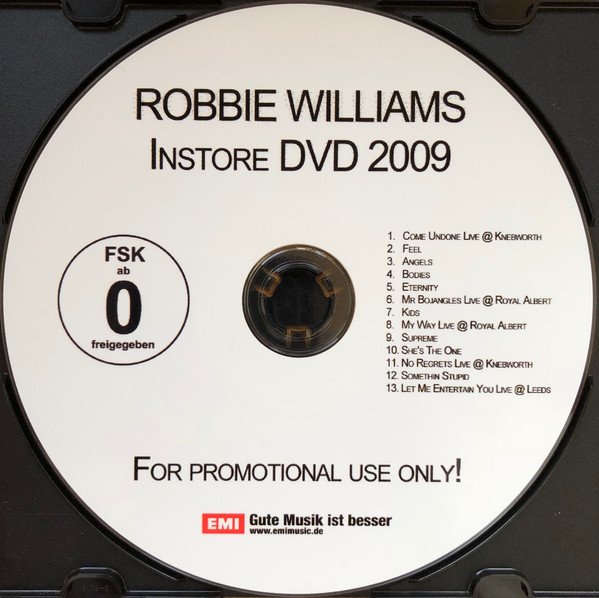 ROBBIE WILLIAMS
INSTORE DVD 2009
FSK
ab
0
freigegeben
1. COME UNDONE LIVE @ KNEBWORTH
2. FEEL
3. ANGELS
4. BODIES
5. ETERNITY
6. MR BOJANGLES LIVE @ ROYAL ALBERT
7. KIDS
8. MY WAY LIVE @ ROYAL ALBERT
9. SUPREME
10. SHE'S THE ONE
11. NO REGRETS LIVE @ KNEBWORTH
12. SOMETHIN STUPID
13. LET ME ENTERTAIN YOU LIVE @ LEEDS
FOR PROMOTIONAL USE ONLY!
EMI Gute Musik ist besser
www.emimusic.de